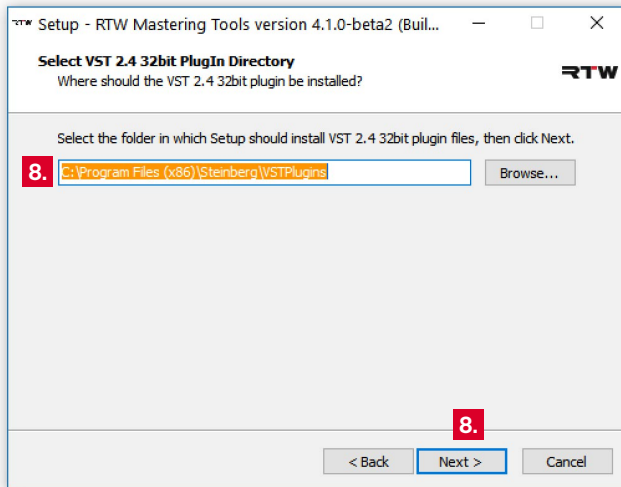 RTW Setup - RTW Mastering Tools version 4.1.0-beta2 (Buil...
Select VST 2.4 32bit PlugIn Directory
Where should the VST 2.4 32bit plugin be installed?
RTW
Select the folder in which Setup should install VST 2.4 32bit plugin files, then click Next.
8. C:\Program Files (x86)\Steinberg\VSTPlugins Browse...
8.
< Back Next > Cancel